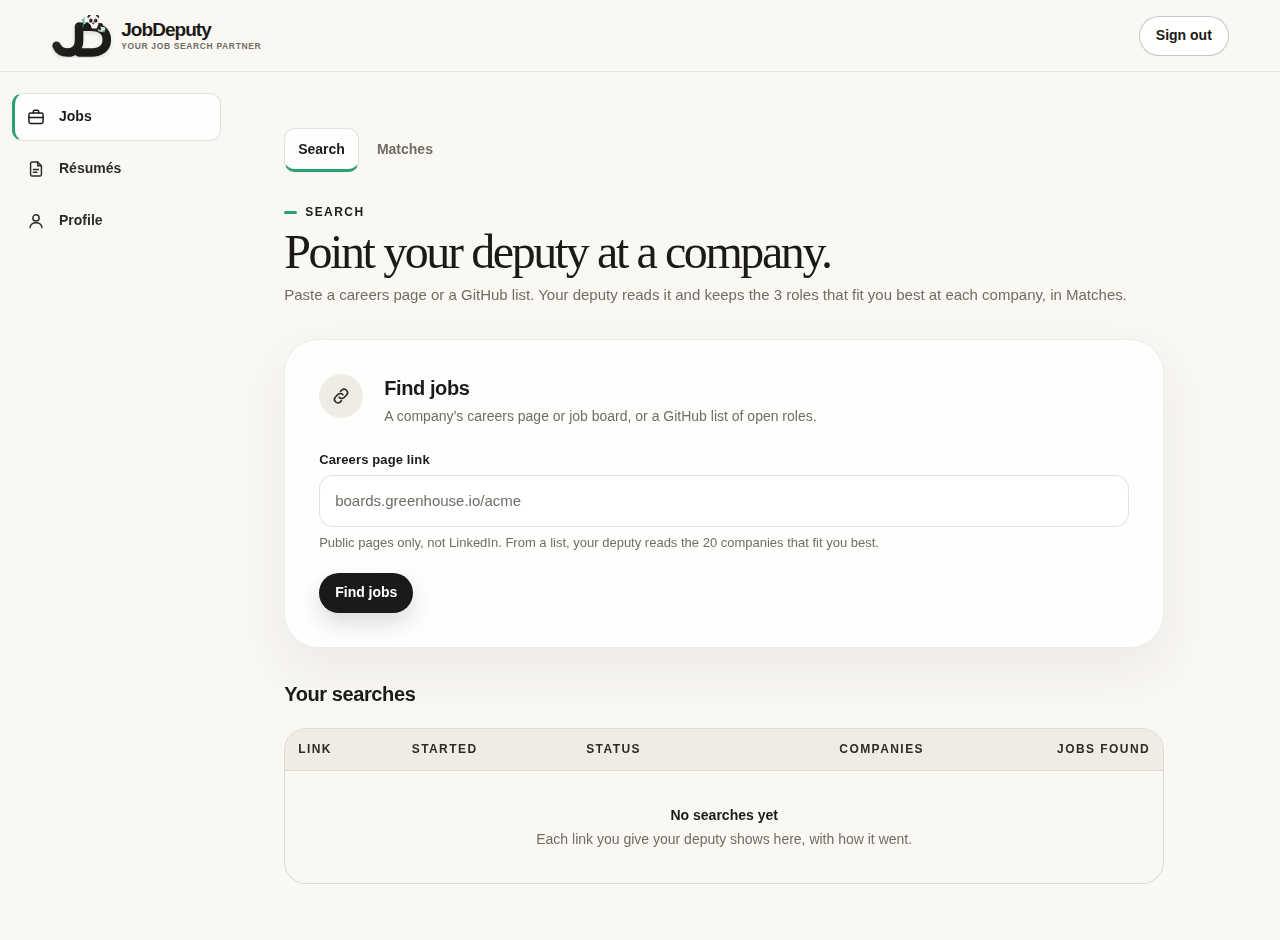 JobDeputy
YOUR JOB SEARCH PARTNER
Sign out
Jobs
Résumés
Profile
Search
Matches
SEARCH
Point your deputy at a company.
Paste a careers page or a GitHub list. Your deputy reads it and keeps the 3 roles that fit you best at each company, in Matches.
Find jobs
A company’s careers page or job board, or a GitHub list of open roles.
Careers page link
boards.greenhouse.io/acme
Public pages only, not LinkedIn. From a list, your deputy reads the 20 companies that fit you best.
Find jobs
Your searches
LINK STARTED STATUS COMPANIES JOBS FOUND
No searches yet
Each link you give your deputy shows here, with how it went.